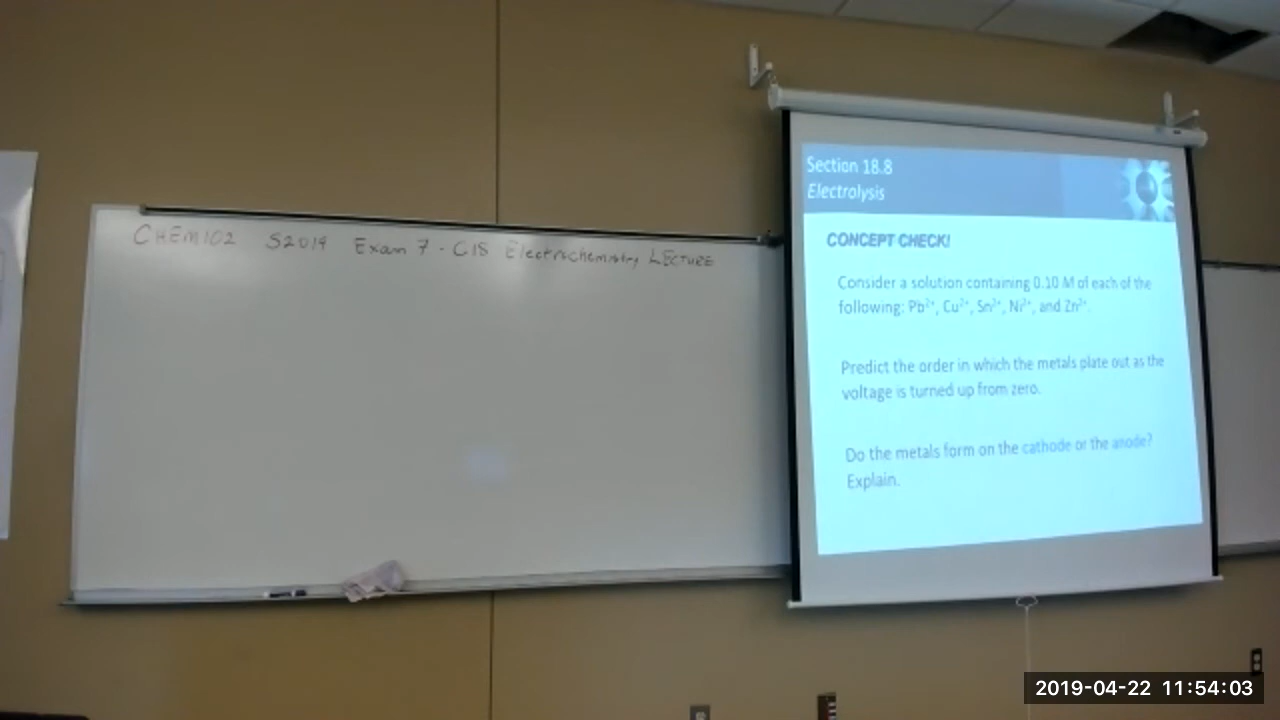 CHEM102 S2019 Exam 7 - C18 Electrochemistry LECTURE
Section 18.8
Electrolysis
CONCEPT CHECK!
Consider a solution containing 0.10 M of each of the
following: Pb²⁺, Cu²⁺, Sn²⁺, Ni²⁺, and Zn²⁺.
Predict the order in which the metals plate out as the
voltage is turned up from zero.
Do the metals form on the cathode or the anode?
Explain.
2019-04-22 11:54:03